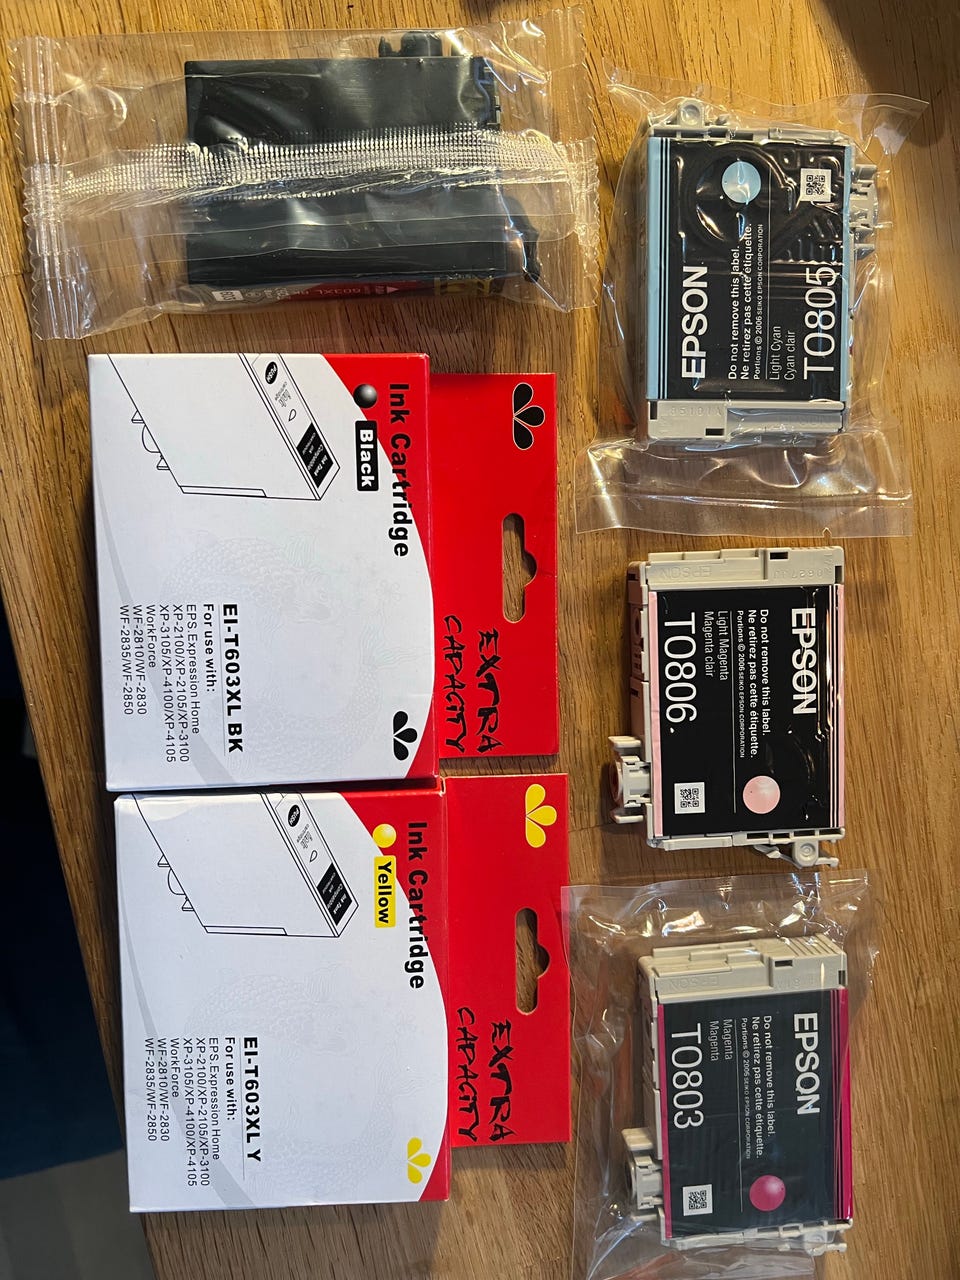 603XL
Ink Cartridge
Black
EI-T603XL BK
For use with:
EPS.Expression Home
XP-2100/XP-2105/XP-3100
XP-3105/XP-4100/XP-4105
WorkForce
WF-2810/WF-2830
WF-2835/WF-2850
EXTRA
CAPACITY
Ink Cartridge
Yellow
EI-T603XL Y
For use with:
EPS.Expression Home
XP-2100/XP-2105/XP-3100
XP-3105/XP-4100/XP-4105
WorkForce
WF-2810/WF-2830
WF-2835/WF-2850
EXTRA
CAPACITY
EPSON
Do not remove this label.
Ne retirez pas cette étiquette.
Portions © 2006 SEIKO EPSON CORPORATION
Light Cyan
Cyan clair
T0805
EPSON
EPSON
Do not remove this label.
Ne retirez pas cette étiquette.
Portions © 2006 SEIKO EPSON CORPORATION
Light Magenta
Magenta clair
T0806
EPSON
EPSON
Do not remove this label.
Ne retirez pas cette étiquette.
Portions © 2006 SEIKO EPSON CORPORATION
Magenta
Magenta
T0803